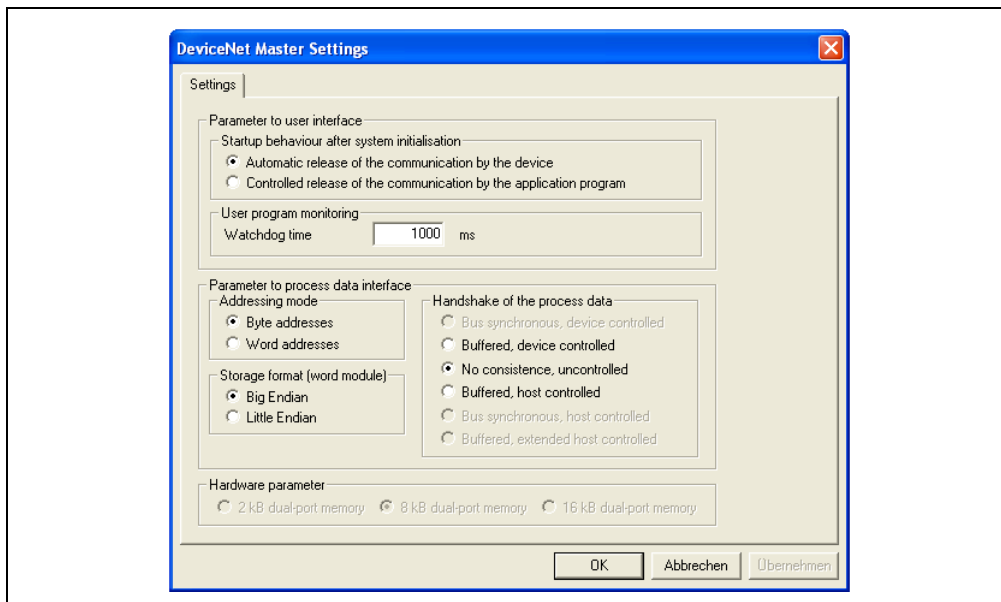 DeviceNet Master Settings
Settings
Parameter to user interface
Startup behaviour after system initialisation
Automatic release of the communication by the device
Controlled release of the communication by the application program
User program monitoring
Watchdog time 1000 ms
Parameter to process data interface
Addressing mode
Byte addresses
Word addresses
Storage format (word module)
Big Endian
Little Endian
Handshake of the process data
Bus synchronous, device controlled
Buffered, device controlled
No consistence, uncontrolled
Buffered, host controlled
Bus synchronous, host controlled
Buffered, extended host controlled
Hardware parameter
2 kB dual-port memory 8 kB dual-port memory 16 kB dual-port memory
OK Abbrechen Übernehmen